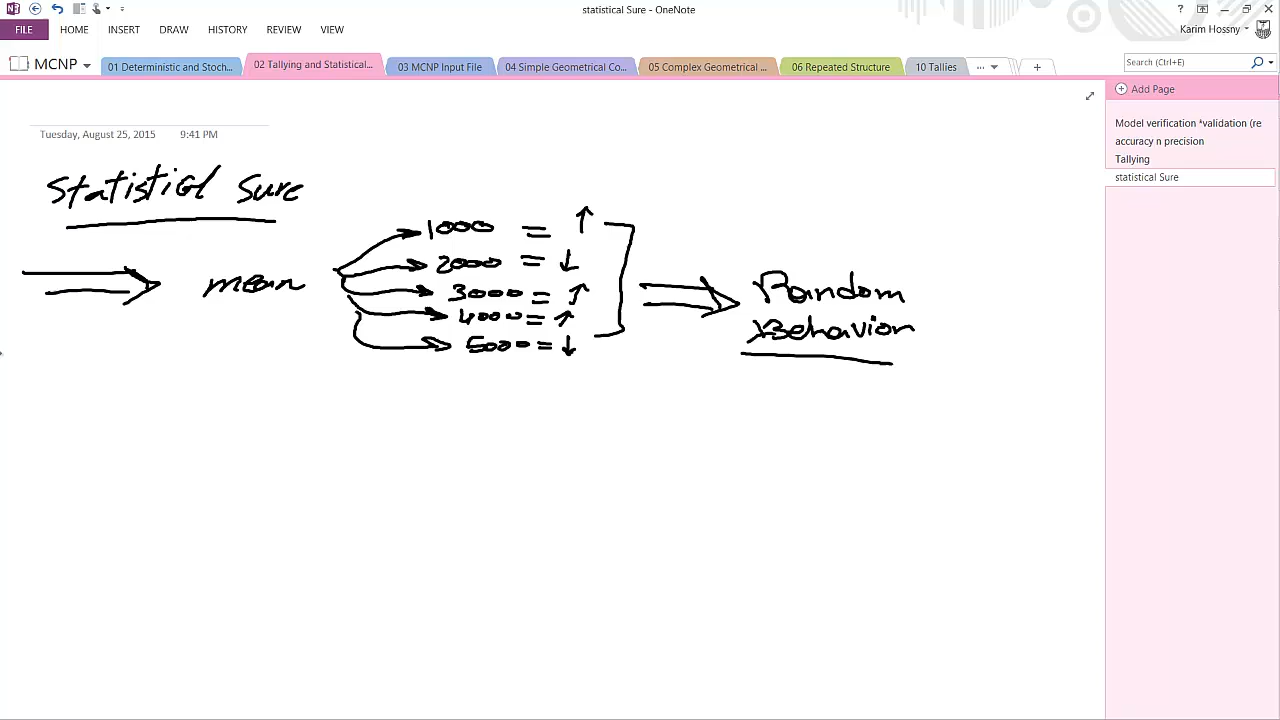 statistical Sure - OneNote
?
Karim Hossny
FILE HOME INSERT DRAW HISTORY REVIEW VIEW
MCNP
01 Deterministic and Stoch...
02 Tallying and Statistical...
03 MCNP Input File
04 Simple Geometrical Co...
05 Complex Geometrical ...
06 Repeated Structure
10 Tallies
...
+
Search (Ctrl+E)
Add Page
Model verification *validation (re
accuracy n precision
Tallying
statistical Sure
Tuesday, August 25, 2015 9:41 PM
Statistical Sure
⇒ mean
1000 = ↑
2000 = ↓
3000 = ↑
4000 = ↑
5000 = ↓
⇒ Random
Behavior